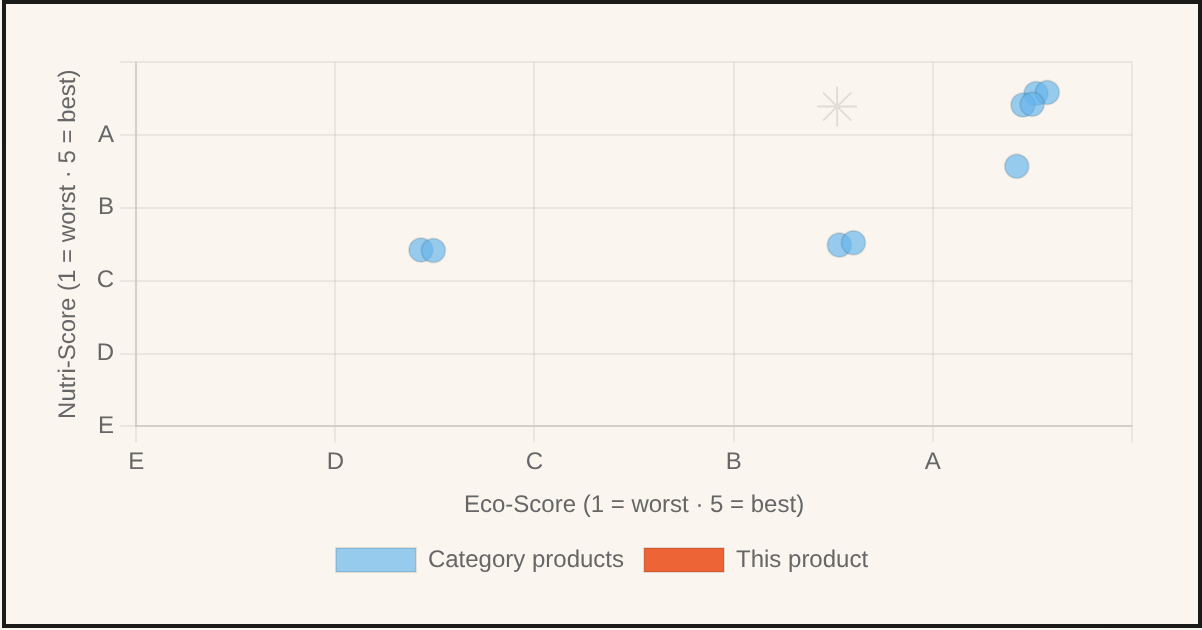 Nutri-Score (1 = worst · 5 = best)
A
B
C
D
E
E D C B A
Eco-Score (1 = worst · 5 = best)
Category products This product